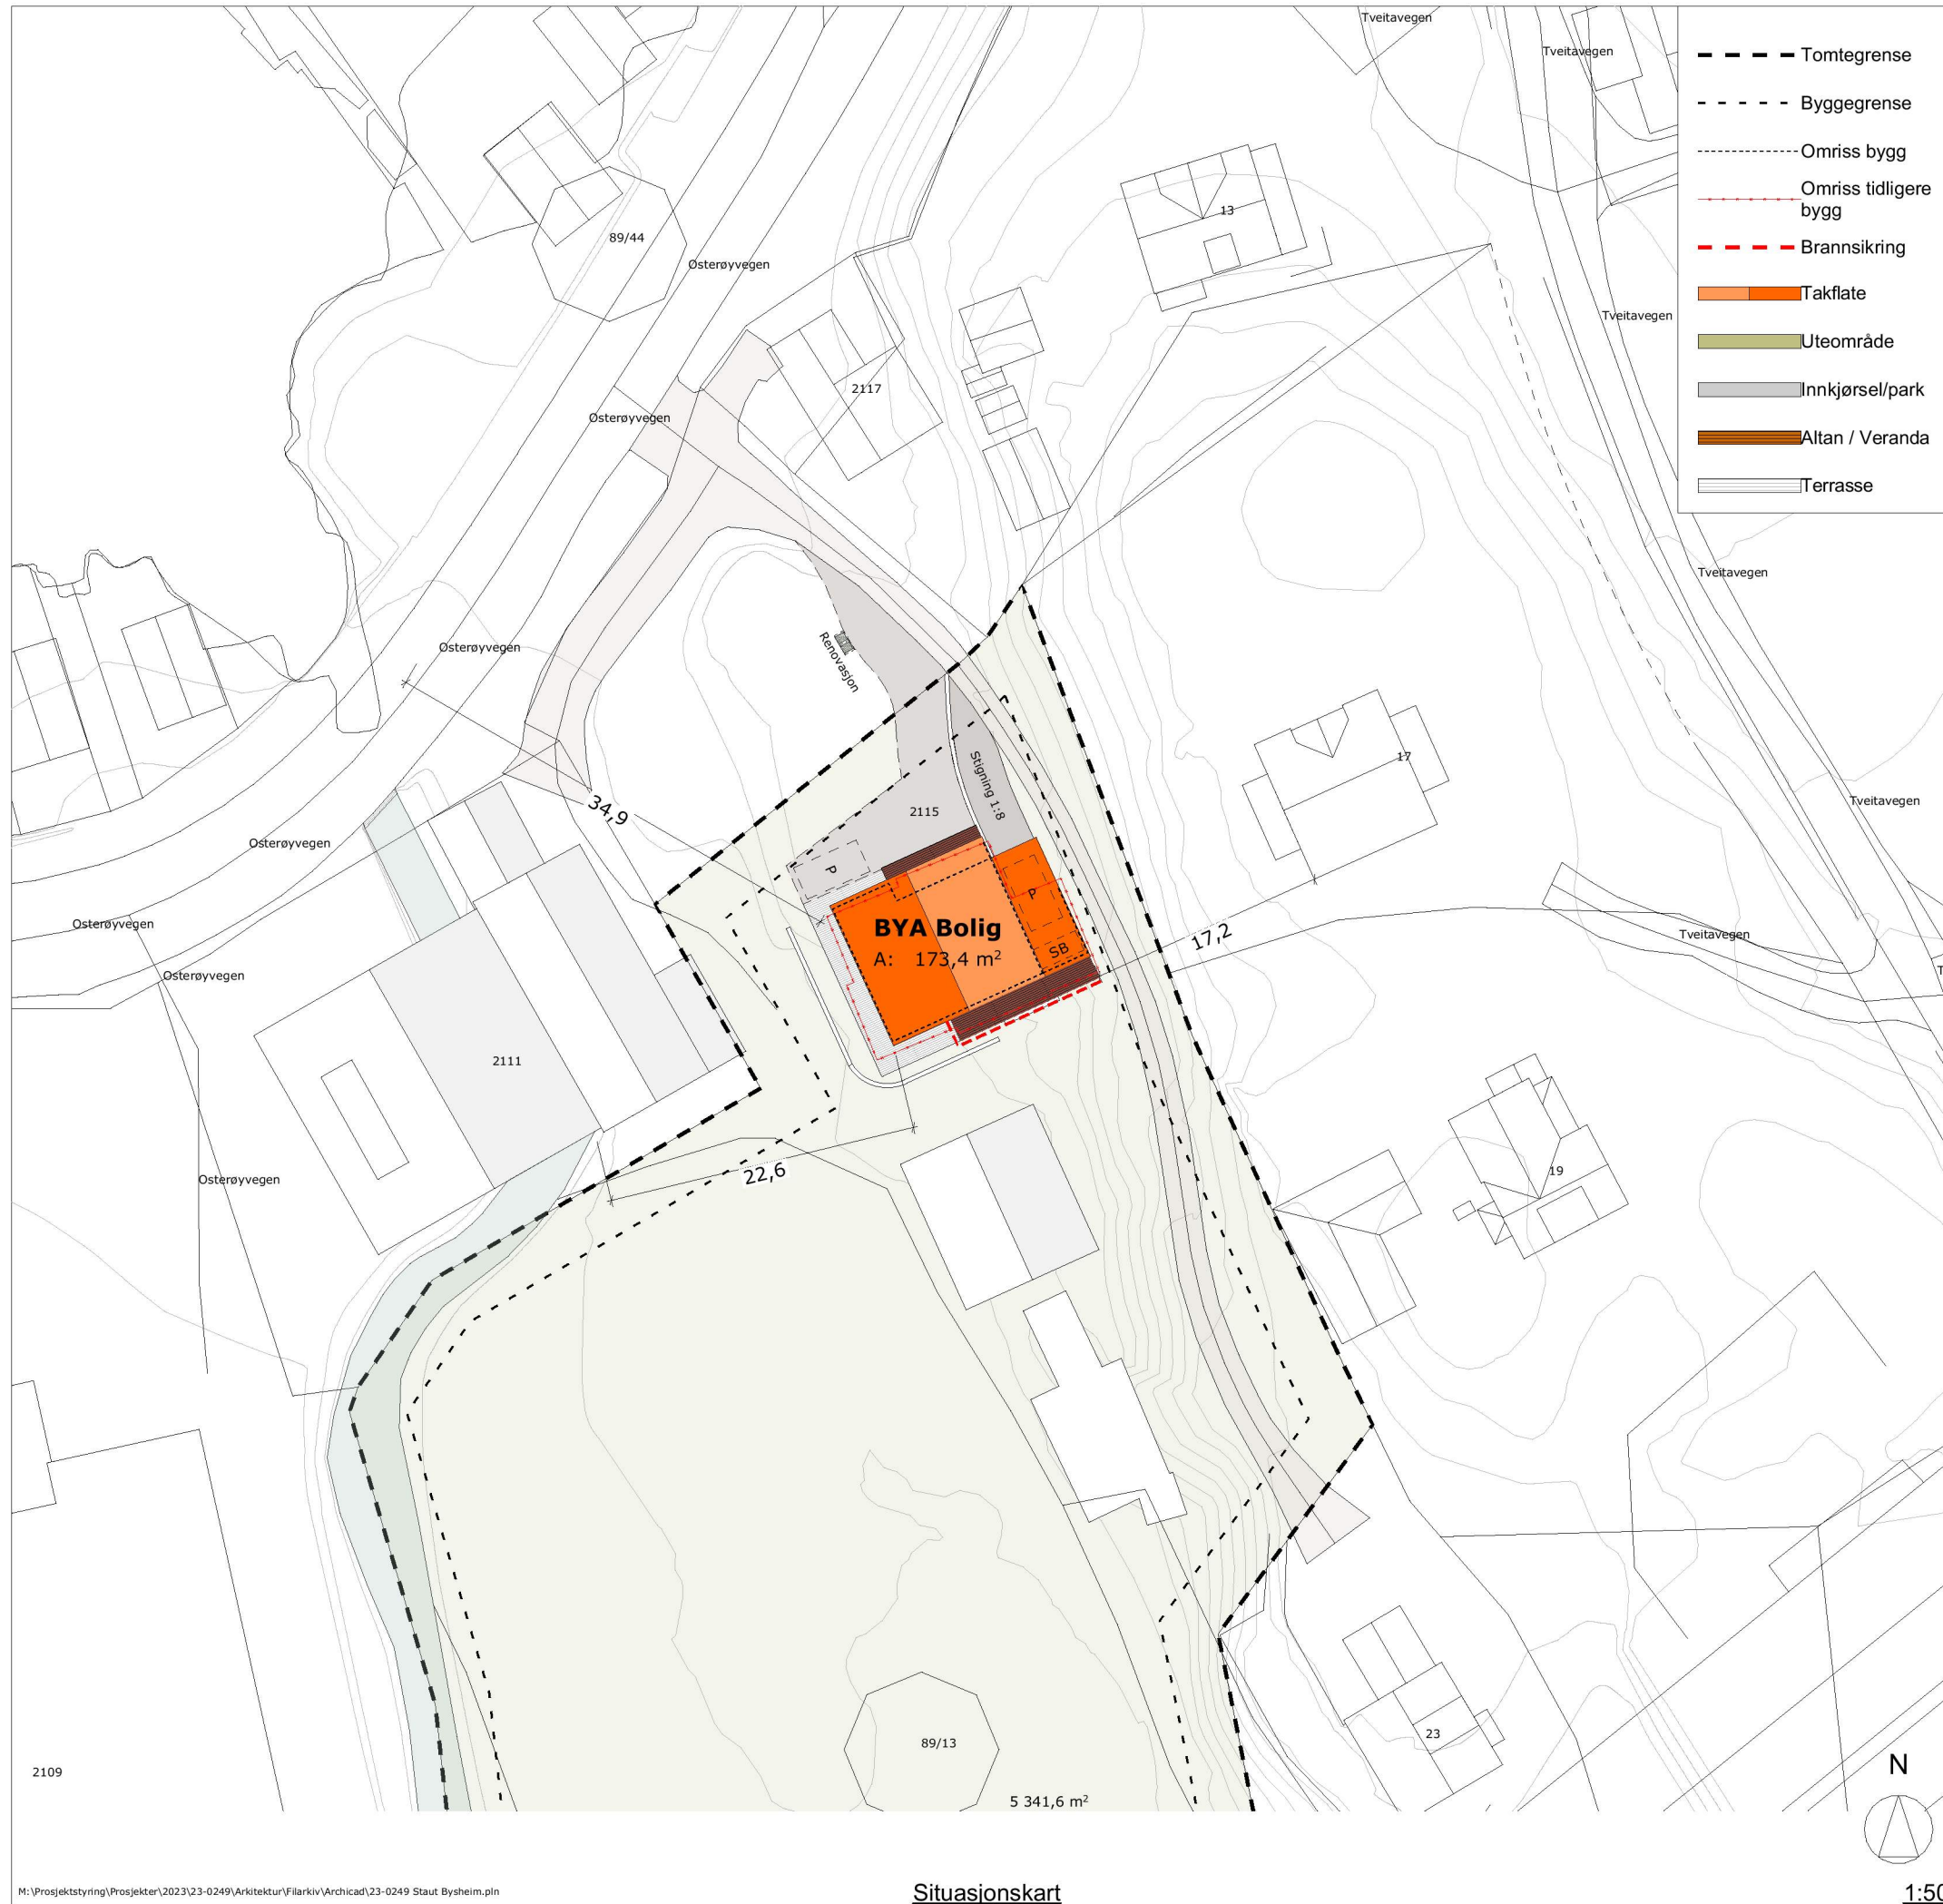 Tveitavegen
Tveitavegen
Tomtegrense
Byggegrense
Omriss bygg
Omriss tidligere
bygg
Brannsikring
Takflate
Uteområde
Innkjørsel/park
Altan / Veranda
Terrasse
13
89/44
Osterøyvegen
Tveitavegen
2117
Osterøyvegen
Tveitavegen
Osterøyvegen
Renovasjon
17
Stigning 1:8
34,9
2115
Tveitavegen
Osterøyvegen
P
P
Osterøyvegen
BYA Bolig
A: 173,4 m²
SB
17,2
Tveitavegen
Osterøyvegen
2111
22,6
19
Osterøyvegen
23
89/13
2109
5 341,6 m²
N
M:\Prosjektstyring\Prosjekter\2023\23-0249\Arkitektur\Filarkiv\Archicad\23-0249 Staut Bysheim.pln
Situasjonskart
1:50